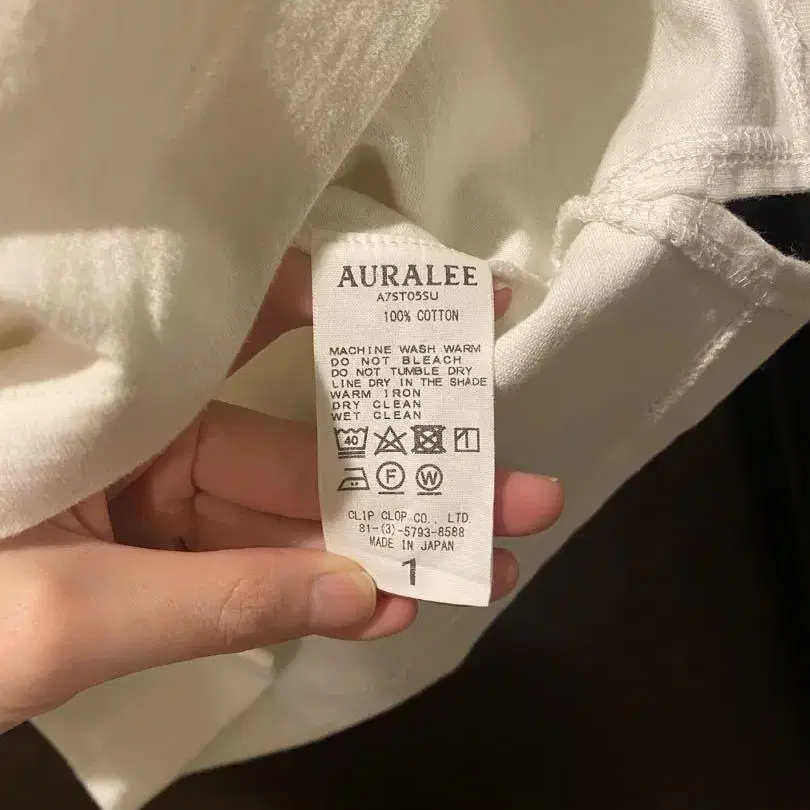 AURALEE
A7ST05SU
100% COTTON
MACHINE WASH WARM
DO NOT BLEACH
DO NOT TUMBLE DRY
LINE DRY IN THE SHADE
WARM IRON
DRY CLEAN
WET CLEAN
40
F W
CLIP CLOP CO., LTD.
81-(3)-5793-8588
MADE IN JAPAN
1